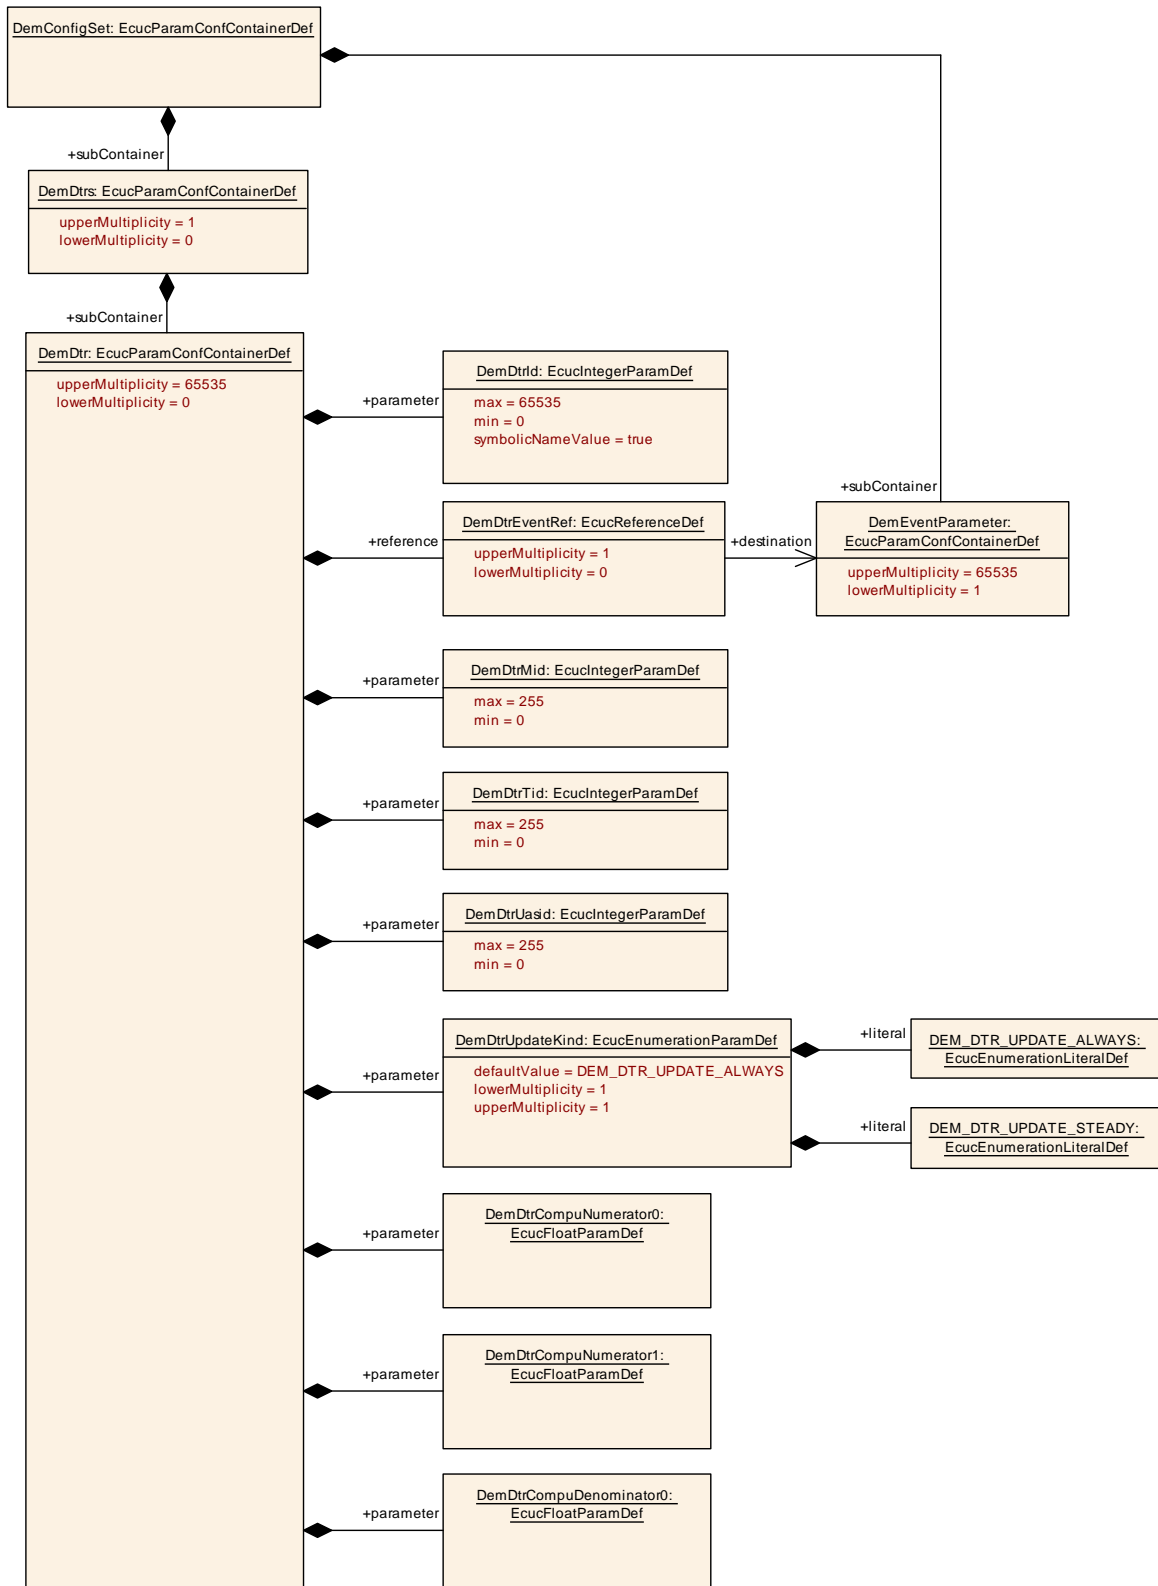 DemConfigSet: EcucParamConfContainerDef
+subContainer
DemDtrs: EcucParamConfContainerDef
upperMultiplicity = 1
lowerMultiplicity = 0
+subContainer
DemDtr: EcucParamConfContainerDef
upperMultiplicity = 65535
lowerMultiplicity = 0
+parameter
DemDtrId: EcucIntegerParamDef
max = 65535
min = 0
symbolicNameValue = true
+reference
DemDtrEventRef: EcucReferenceDef
upperMultiplicity = 1
lowerMultiplicity = 0
+destination
+subContainer
DemEventParameter:
EcucParamConfContainerDef
upperMultiplicity = 65535
lowerMultiplicity = 1
+parameter
DemDtrMid: EcucIntegerParamDef
max = 255
min = 0
+parameter
DemDtrTid: EcucIntegerParamDef
max = 255
min = 0
+parameter
DemDtrUasid: EcucIntegerParamDef
max = 255
min = 0
+parameter
DemDtrUpdateKind: EcucEnumerationParamDef
defaultValue = DEM_DTR_UPDATE_ALWAYS
lowerMultiplicity = 1
upperMultiplicity = 1
+literal
DEM_DTR_UPDATE_ALWAYS:
EcucEnumerationLiteralDef
+literal
DEM_DTR_UPDATE_STEADY:
EcucEnumerationLiteralDef
+parameter
DemDtrCompuNumerator0:
EcucFloatParamDef
+parameter
DemDtrCompuNumerator1:
EcucFloatParamDef
+parameter
DemDtrCompuDenominator0:
EcucFloatParamDef